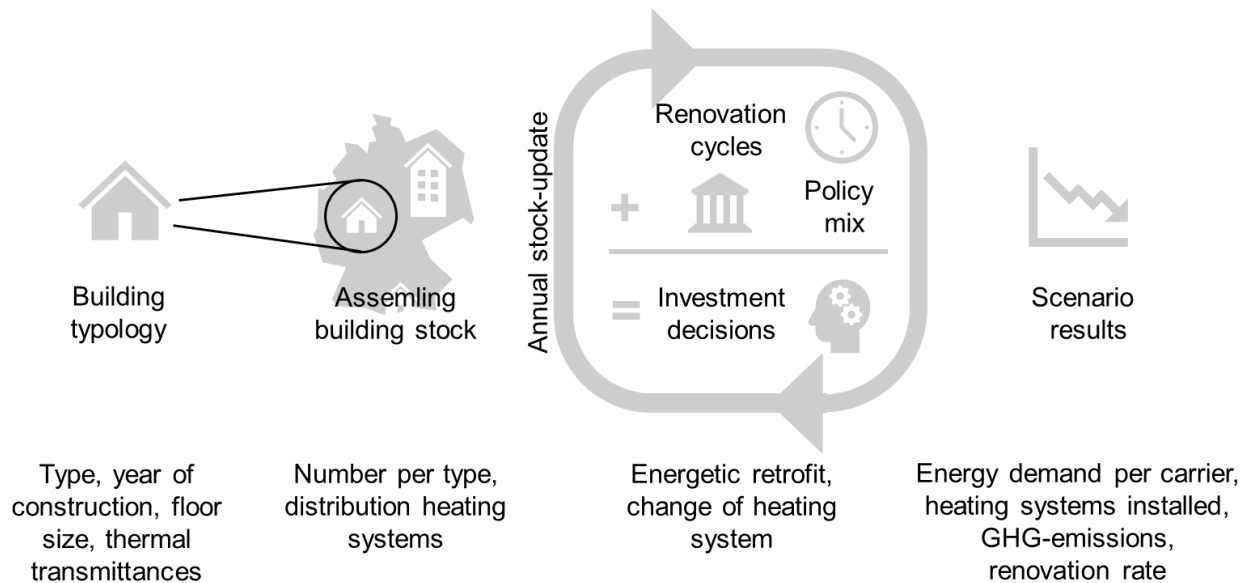 Building
typology
Assemling
building stock
Annual stock-update
Renovation
cycles
+
Policy
mix
=
Investment
decisions
Scenario
results
Type, year of
construction, floor
size, thermal
transmittances
Number per type,
distribution heating
systems
Energetic retrofit,
change of heating
system
Energy demand per carrier,
heating systems installed,
GHG-emissions,
renovation rate